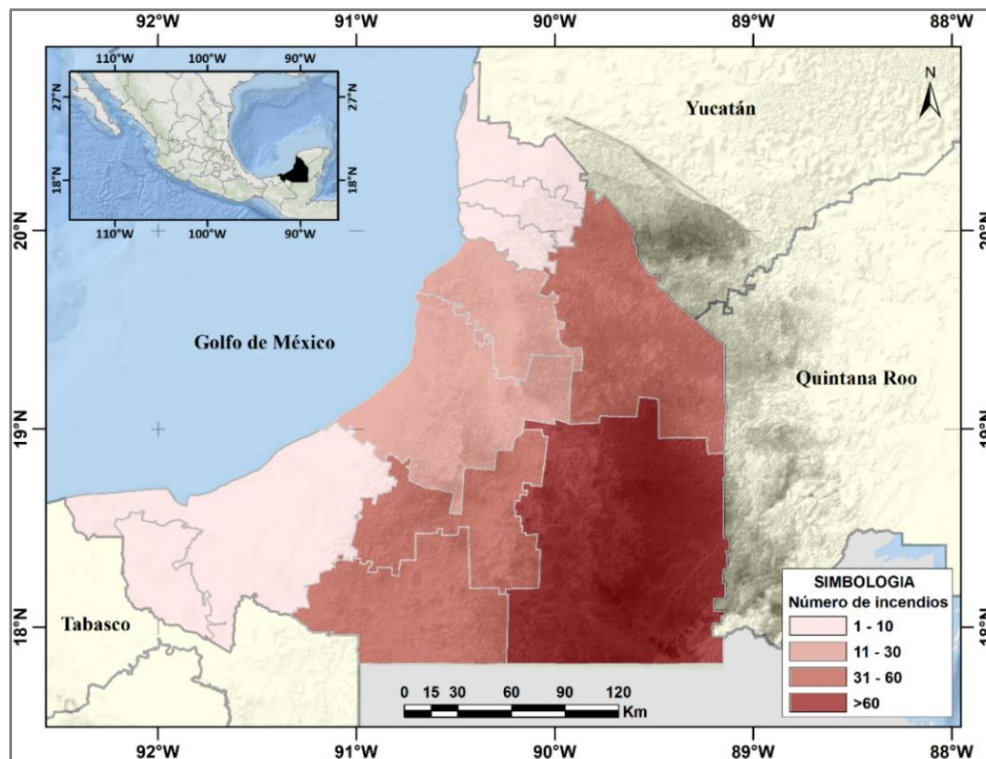 92°W 91°W 90°W 89°W 88°W
110°W 100°W 90°W
27°N 27°N
18°N 18°N
110°W 100°W 90°W
N
Yucatán
20°N 20°N
Golfo de México
Quintana Roo
19°N 19°N
SIMBOLOGIA
Número de incendios
1 - 10
11 - 30
31 - 60
>60
Tabasco
18°N 18°N
0 15 30 60 90 120
Km
92°W 91°W 90°W 89°W 88°W